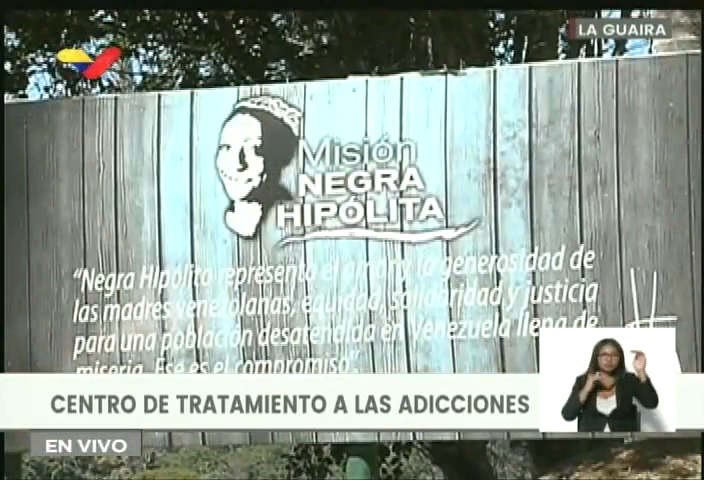 LA GUAIRA
Misión
NEGRA
HIPÓLITA
"Negra Hipólita representa el amor y la generosidad de
las madres venezolanas, equidad, solidaridad y justicia
para una población desatendida en Venezuela llena de
miseria. Ese es el compromiso".
CENTRO DE TRATAMIENTO A LAS ADICCIONES
EN VIVO